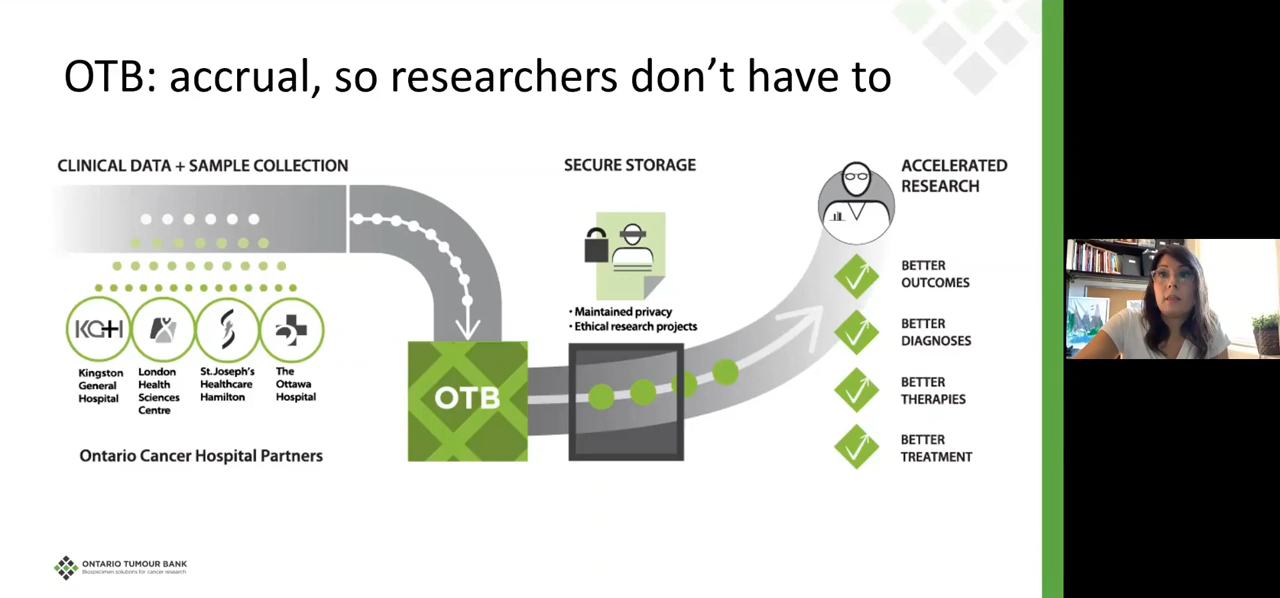 OTB: accrual, so researchers don't have to
CLINICAL DATA + SAMPLE COLLECTION
KGH
Kingston
General
Hospital
London
Health
Sciences
Centre
St.Joseph's
Healthcare
Hamilton
The
Ottawa
Hospital
Ontario Cancer Hospital Partners
OTB
SECURE STORAGE
• Maintained privacy
• Ethical research projects
ACCELERATED
RESEARCH
BETTER
OUTCOMES
BETTER
DIAGNOSES
BETTER
THERAPIES
BETTER
TREATMENT
ONTARIO TUMOUR BANK
Biospecimen solutions for cancer research